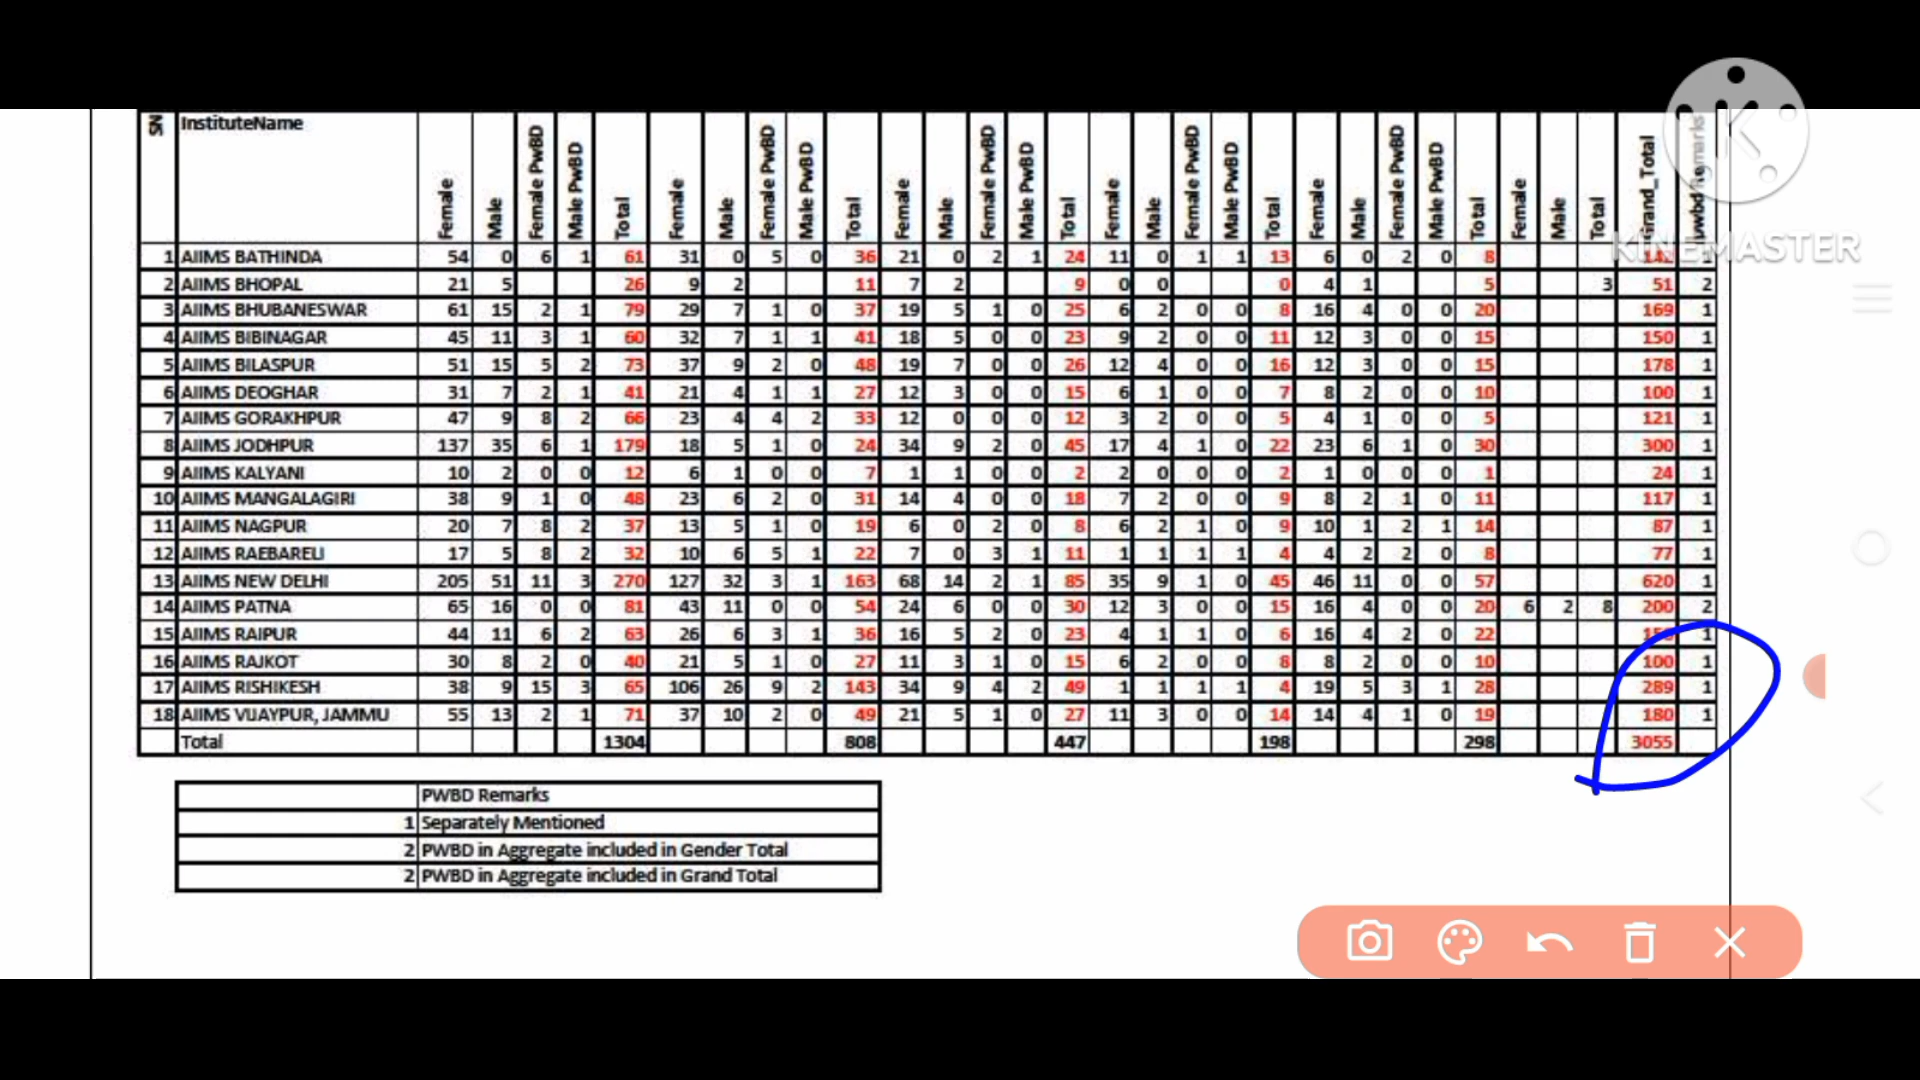 SN InstituteName Female Male Female PwBD Male PwBD Total Female Male Female PwBD Male PwBD Total Female Male Female PwBD Male PwBD Total Female Male Female PwBD Male PwBD Total Female Male Female PwBD Male PwBD Total Female Male Total Grand_Total
KINEMASTER
1 AIIMS BATHINDA 54 0 6 1 61 31 0 5 0 36 21 0 2 1 24 11 0 1 1 13 6 0 2 0 8
2 AIIMS BHOPAL 21 5 26 9 2 11 7 2 9 0 0 0 4 1 5 3 51 2
3 AIIMS BHUBANESWAR 61 15 2 1 79 29 7 1 0 37 19 5 1 0 25 6 2 0 0 8 16 4 0 0 20 169 1
4 AIIMS BIBINAGAR 45 11 3 1 60 32 7 1 1 41 18 5 0 0 23 9 2 0 0 11 12 3 0 0 15 150 1
5 AIIMS BILASPUR 51 15 5 2 73 37 9 2 0 48 19 7 0 0 26 12 4 0 0 16 12 3 0 0 15 178 1
6 AIIMS DEOGHAR 31 7 2 1 41 21 4 1 1 27 12 3 0 0 15 6 1 0 0 7 8 2 0 0 10 100 1
7 AIIMS GORAKHPUR 47 9 8 2 66 23 4 4 2 33 12 0 0 0 12 3 2 0 0 5 4 1 0 0 5 121 1
8 AIIMS JODHPUR 137 35 6 1 179 18 5 1 0 24 34 9 2 0 45 17 4 1 0 22 23 6 1 0 30 300 1
9 AIIMS KALYANI 10 2 0 0 12 6 1 0 0 7 1 1 0 0 2 2 0 0 0 2 1 0 0 0 1 24 1
10 AIIMS MANGALAGIRI 38 9 1 0 48 23 6 2 0 31 14 4 0 0 18 7 2 0 0 9 8 2 1 0 11 117 1
11 AIIMS NAGPUR 20 7 8 2 37 13 5 1 0 19 6 0 2 0 8 6 2 1 0 9 10 1 2 1 14 87 1
12 AIIMS RAEBARELI 17 5 8 2 32 10 6 5 1 22 7 0 3 1 11 1 1 1 1 4 4 2 2 0 8 77 1
13 AIIMS NEW DELHI 205 51 11 3 270 127 32 3 1 163 68 14 2 1 85 35 9 1 0 45 46 11 0 0 57 620 1
14 AIIMS PATNA 65 16 0 0 81 43 11 0 0 54 24 6 0 0 30 12 3 0 0 15 16 4 0 0 20 6 2 8 200 2
15 AIIMS RAIPUR 44 11 6 2 63 26 6 3 1 36 16 5 2 0 23 4 1 1 0 6 16 4 2 0 22 1
16 AIIMS RAJKOT 30 8 2 0 40 21 5 1 0 27 11 3 1 0 15 6 2 0 0 8 8 2 0 0 10 100 1
17 AIIMS RISHIKESH 38 9 15 3 65 106 26 9 2 143 34 9 4 2 49 1 1 1 1 4 19 5 3 1 28 289 1
18 AIIMS VIJAYPUR, JAMMU 55 13 2 1 71 37 10 2 0 49 21 5 1 0 27 11 3 0 0 14 14 4 1 0 19 180 1
Total 1304 808 447 198 298 3055
PWBD Remarks
1 Separately Mentioned
2 PWBD in Aggregate included in Gender Total
2 PWBD in Aggregate included in Grand Total